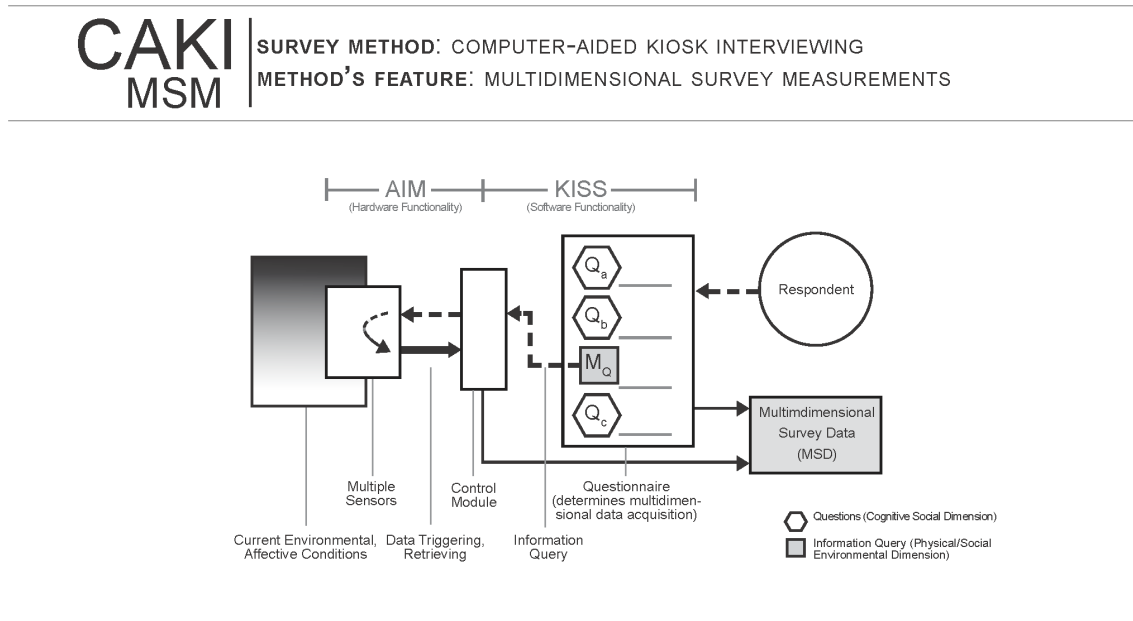 CAKI
MSM
SURVEY METHOD: COMPUTER-AIDED KIOSK INTERVIEWING
METHOD'S FEATURE: MULTIDIMENSIONAL SURVEY MEASUREMENTS
AIM
(Hardware Functionality)
KISS
(Software Functionality)
Qa
Qb
MQ
Qc
Respondent
Multimdimensional
Survey Data
(MSD)
Multiple
Sensors
Control
Module
Questionnaire
(determines multidimen-
sional data acquisition)
Current Environmental,
Affective Conditions
Data Triggering,
Retrieving
Information
Query
Questions (Cognitive Social Dimension)
Information Query (Physical/Social
Environmental Dimension)